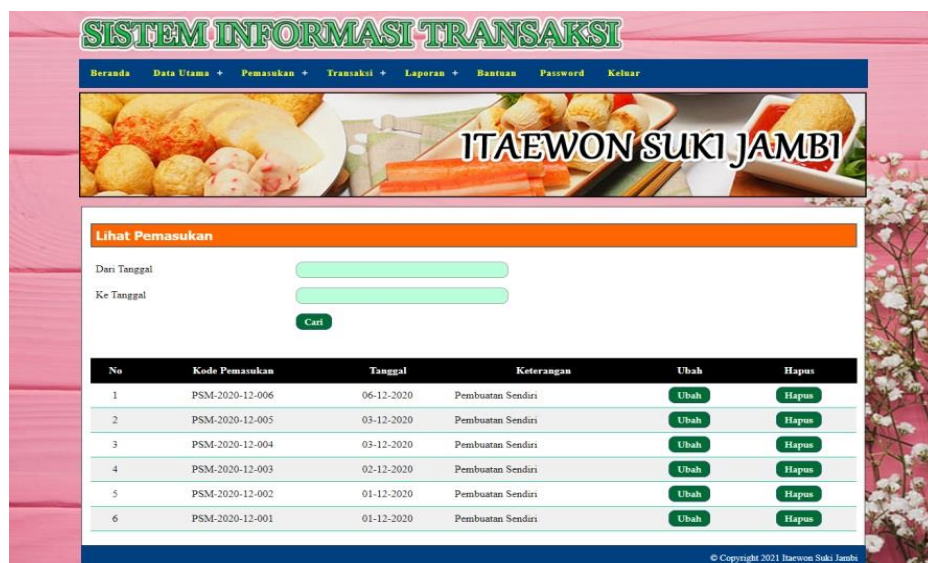 SISTEM INFORMASI TRANSAKSI
Beranda Data Utama + Pemasukan + Transaksi + Laporan + Bantuan Password Keluar
ITAEWON SUKI JAMBI
Lihat Pemasukan
Dari Tanggal
Ke Tanggal
Cari
No Kode Pemasukan Tanggal Keterangan Ubah Hapus
1 PSM-2020-12-006 06-12-2020 Pembuatan Sendiri Ubah Hapus
2 PSM-2020-12-005 03-12-2020 Pembuatan Sendiri Ubah Hapus
3 PSM-2020-12-004 03-12-2020 Pembuatan Sendiri Ubah Hapus
4 PSM-2020-12-003 02-12-2020 Pembuatan Sendiri Ubah Hapus
5 PSM-2020-12-002 01-12-2020 Pembuatan Sendiri Ubah Hapus
6 PSM-2020-12-001 01-12-2020 Pembuatan Sendiri Ubah Hapus
© Copyright 2021 Itaewon Suki Jambi